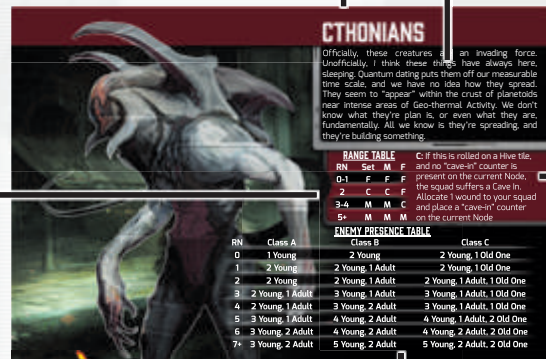 CTHONIANS
Officially, these creatures an invading force.
Unofficially, I think these things have always here,
sleeping. Quantum dating puts them off our measurable
time scale, and we have no idea how they spread.
They seem to "appear" within the crust of planetoids
near intense areas of Geo-thermal Activity. We don't
know what they're plan is, or even what they are,
fundamentally. All we know is they're spreading, and
they're building something.
RANGE TABLE
RN Set M F
0-1 F F F
2 C C F
3-4 M M C
5+ M M M
C: If this is rolled on a Hive tile,
and no "cave-in" counter is
present on the current Node,
the squad suffers a Cave In.
Allocate 1 wound to your squad
and place a "cave-in" counter
on the current Node
ENEMY PRESENCE TABLE
RN Class A Class B Class C
0 1 Young 2 Young 1 Young, 1 Old One
1 2 Young 2 Young, 1 Adult 2 Young, 1 Old One
2 2 Young 2 Young, 1 Adult 2 Young, 1 Adult, 1 Old One
3 2 Young, 1 Adult 3 Young, 1 Adult 3 Young, 1 Adult, 1 Old One
4 2 Young, 1 Adult 3 Young, 2 Adult 3 Young, 2 Adult, 1 Old One
5 3 Young, 1 Adult 4 Young, 2 Adult 4 Young, 1 Adult, 2 Old One
6 3 Young, 2 Adult 4 Young, 2 Adult 4 Young, 2 Adult, 2 Old One
7+ 3 Young, 2 Adult 5 Young, 2 Adult 5 Young, 2 Adult, 2 Old One